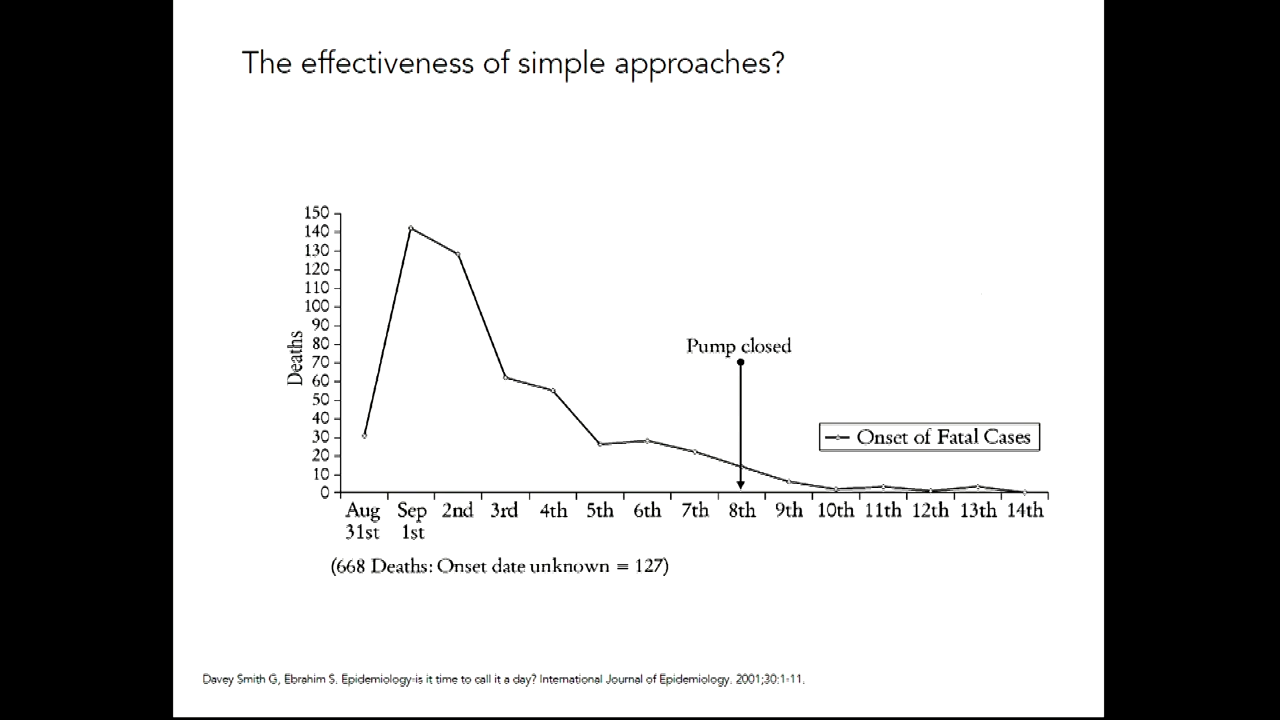 The effectiveness of simple approaches?
150
140
130
120
110
100
90
80
70
60
50
40
30
20
10
0
Deaths
Pump closed
Onset of Fatal Cases
Aug Sep 2nd 3rd 4th 5th 6th 7th 8th 9th 10th 11th 12th 13th 14th
31st 1st
(668 Deaths: Onset date unknown = 127)
Davey Smith G, Ebrahim S. Epidemiology-is it time to call it a day? International Journal of Epidemiology. 2001;30:1-11.